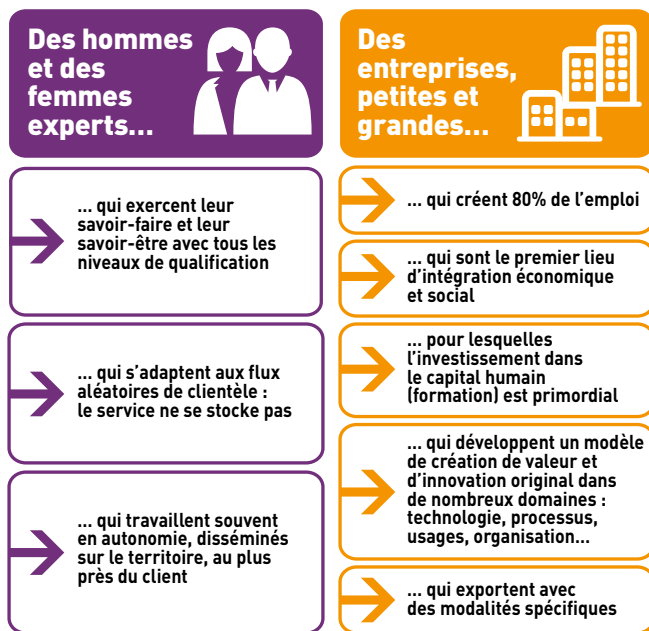 Des hommes
et des
femmes
experts...
... qui exercent leur
savoir-faire et leur
savoir-être avec tous les
niveaux de qualification
... qui s'adaptent aux flux
aléatoires de clientèle :
le service ne se stocke pas
... qui travaillent souvent
en autonomie, disséminés
sur le territoire, au plus
près du client
Des
entreprises,
petites et
grandes...
... qui créent 80% de l'emploi
... qui sont le premier lieu
d'intégration économique
et social
... pour lesquelles
l'investissement dans
le capital humain
(formation) est primordial
... qui développent un modèle
de création de valeur et
d'innovation original dans
de nombreux domaines :
technologie, processus,
usages, organisation...
... qui exportent avec
des modalités spécifiques